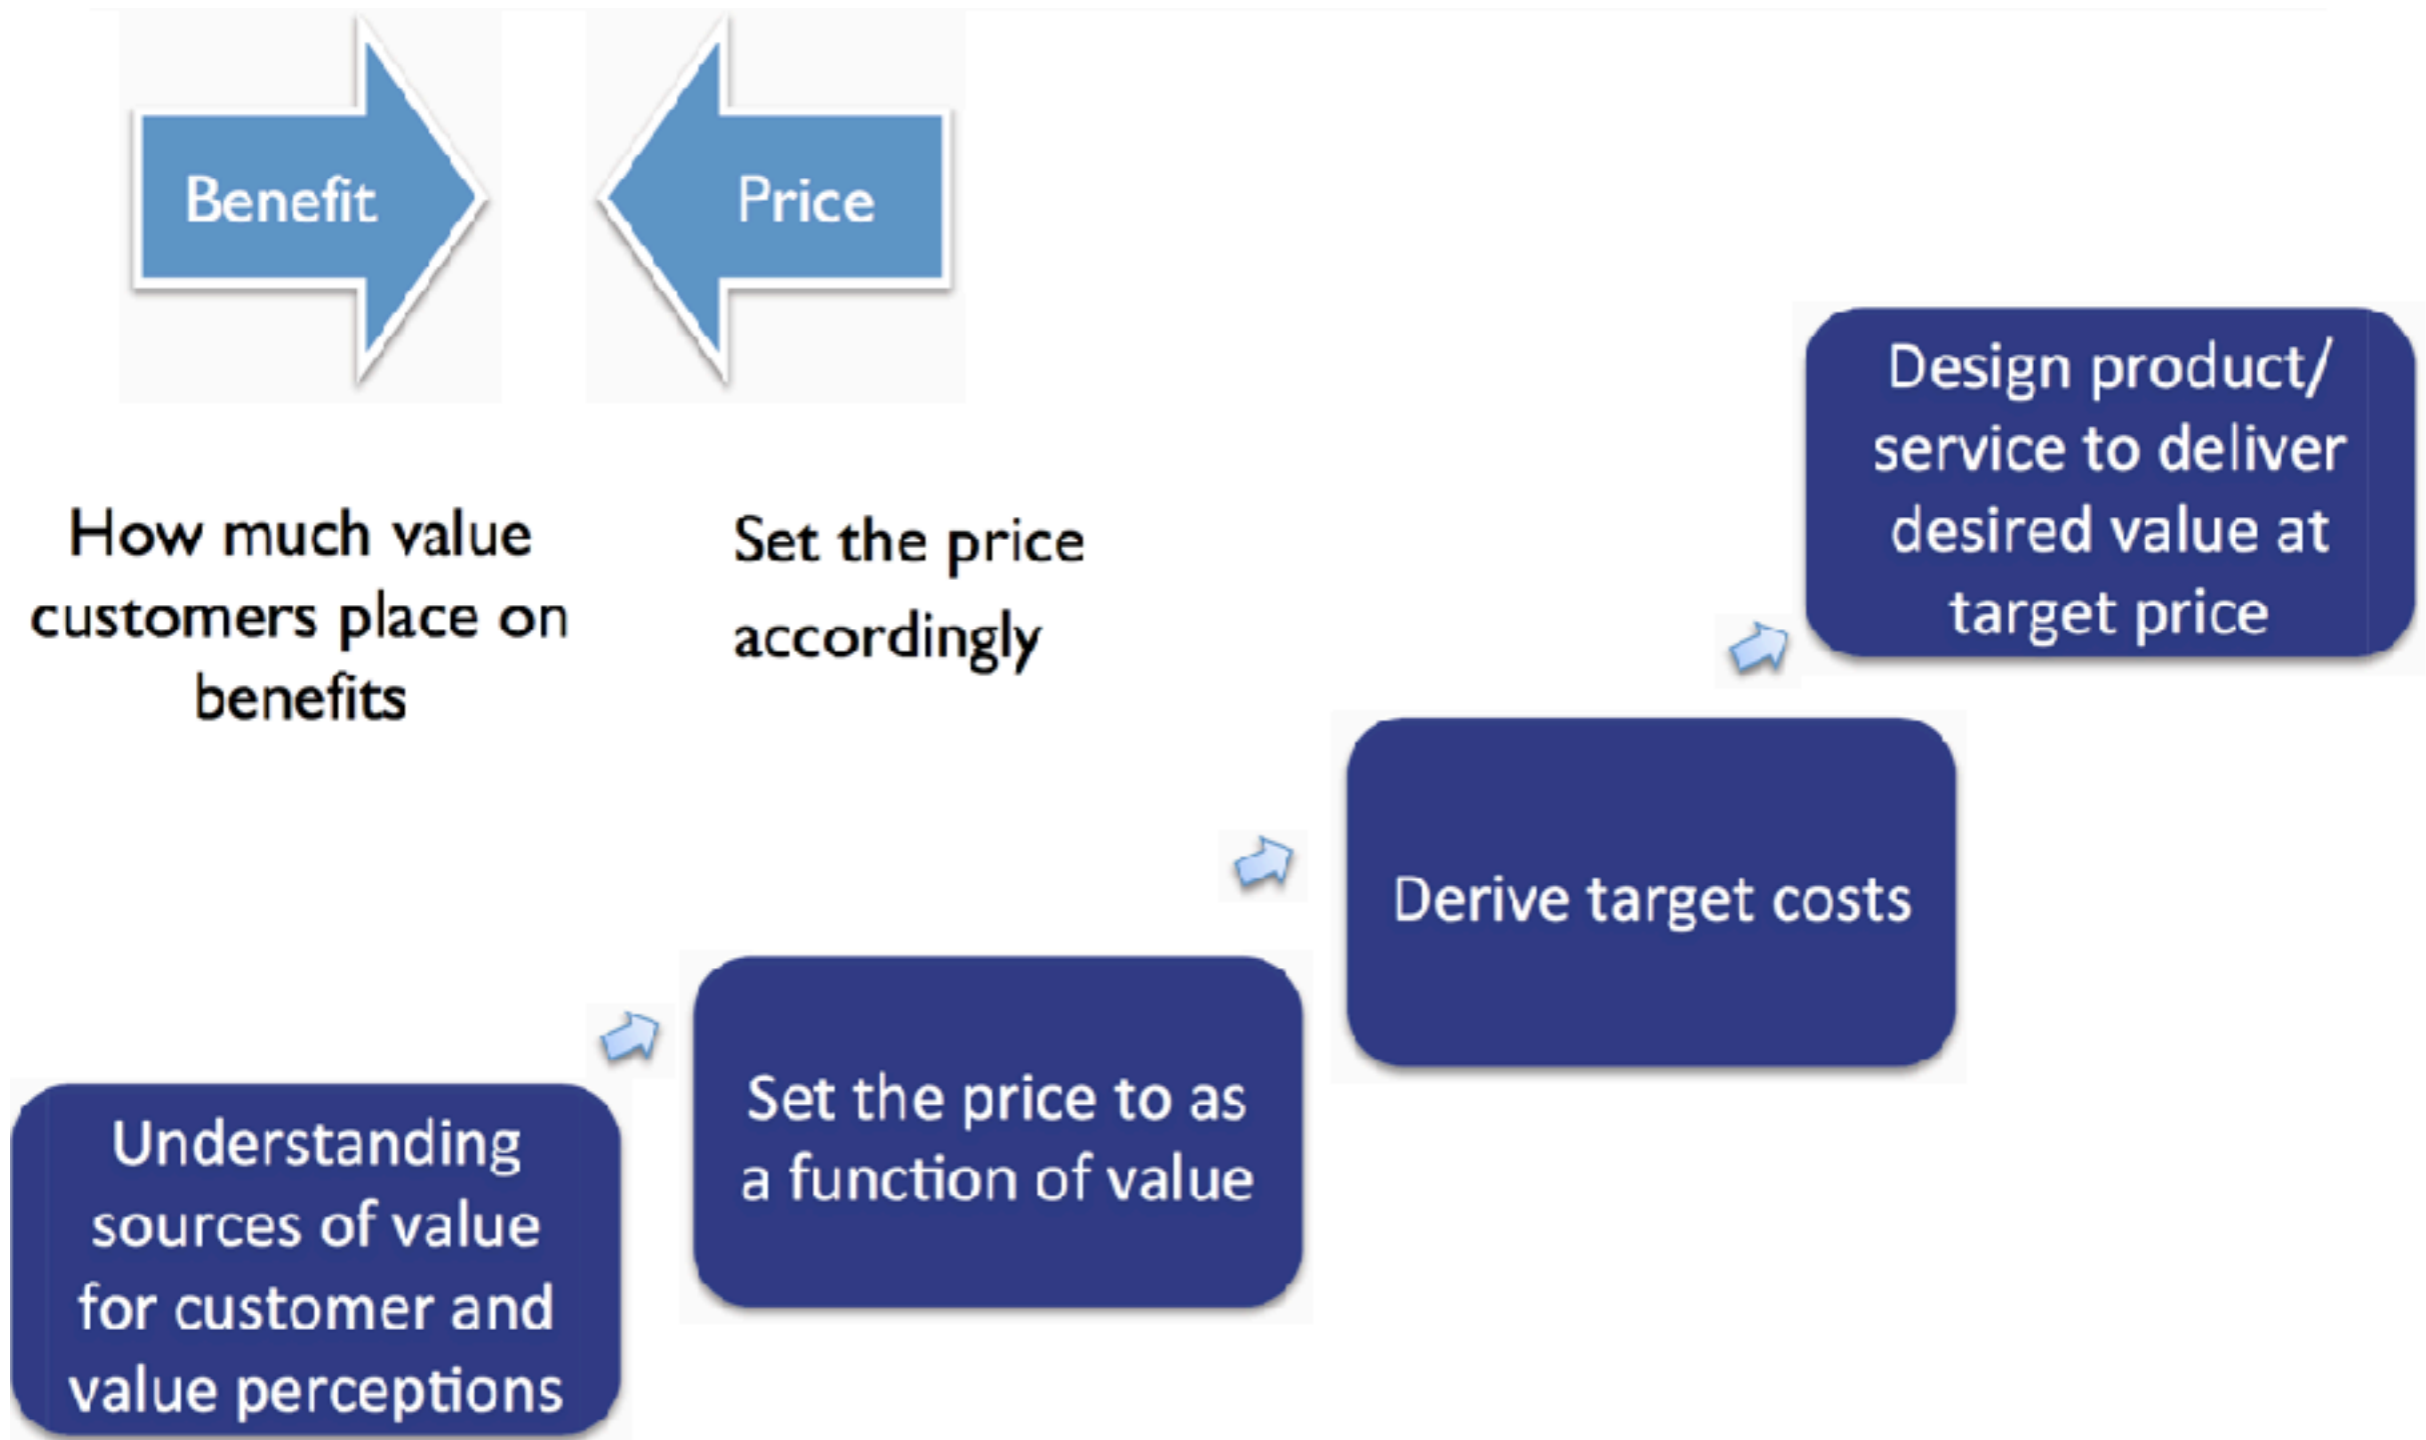 Benefit
Price
How much value
customers place on
benefits
Set the price
accordingly
Understanding
sources of value
for customer and
value perceptions
Set the price to as
a function of value
Derive target costs
Design product/
service to deliver
desired value at
target price